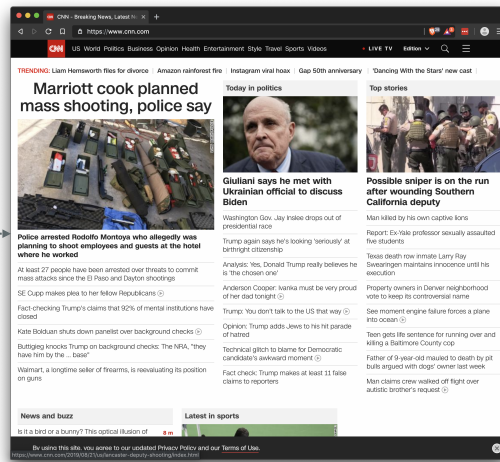 CNN - Breaking News, Latest Ne
https://www.cnn.com
CNN
US World Politics Business Opinion Health Entertainment Style Travel Sports Videos
LIVE TV Edition
TRENDING: Liam Hemsworth files for divorce | Amazon rainforest fire | Instagram viral hoax | Gap 50th anniversary | 'Dancing With the Stars' new cast |
Marriott cook planned
mass shooting, police say
Police arrested Rodolfo Montoya who allegedly was
planning to shoot employees and guests at the hotel
where he worked
At least 27 people have been arrested over threats to commit
mass attacks since the El Paso and Dayton shootings
SE Cupp makes plea to her fellow Republicans
Fact-checking Trump's claims that 92% of mental institutions have
closed
Kate Bolduan shuts down panelist over background checks
Buttigieg knocks Trump on background checks: The NRA, "they
have him by the ... base"
Walmart, a longtime seller of firearms, is reevaluating its position
on guns
Today in politics
Giuliani says he met with
Ukrainian official to discuss
Biden
Washington Gov. Jay Inslee drops out of
presidential race
Trump again says he's looking 'seriously' at
birthright citizenship
Analysis: Yes, Donald Trump really believes he
is 'the chosen one'
Anderson Cooper: Ivanka must be very proud
of her dad tonight
Trump: You don't talk to the US that way
Opinion: Trump adds Jews to his hit parade
of hatred
Technical glitch to blame for Democratic
candidate's awkward moment
Fact check: Trump makes at least 11 false
claims to reporters
Top stories
Possible sniper is on the run
after wounding Southern
California deputy
Man killed by his own captive lions
Report: Ex-Yale professor sexually assaulted
five students
Texas death row inmate Larry Ray
Swearingen maintains innocence until his
execution
Property owners in Denver neighborhood
vote to keep its controversial name
See moment engine failure forces a plane
into ocean
Teen gets life sentence for running over and
killing a Baltimore County cop
Father of 9-year-old mauled to death by pit
bulls argued with dogs' owner last week
Man claims crew walked off flight over
autistic brother's request
News and buzz
Is it a bird or a bunny? This optical illusion of
8 m
Latest in sports
By using this site, you agree to our updated Privacy Policy and our Terms of Use.
https://www.cnn.com/2019/08/21/us/lancaster-deputy-shooting/index.html